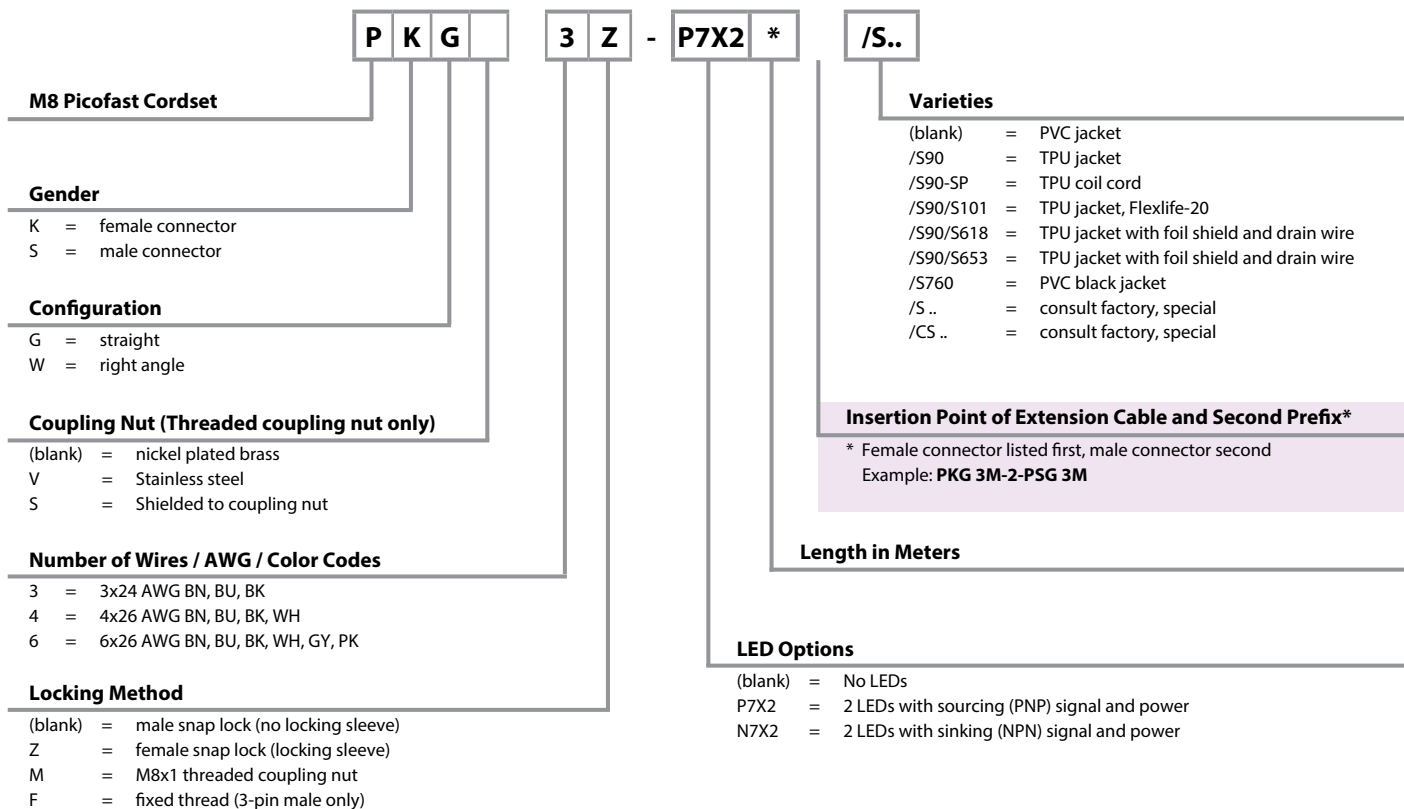 P K G 3 Z - P7X2 * /S..
M8 Picofast Cordset
Gender
K = female connector
S = male connector
Configuration
G = straight
W = right angle
Coupling Nut (Threaded coupling nut only)
(blank) = nickel plated brass
V = Stainless steel
S = Shielded to coupling nut
Number of Wires / AWG / Color Codes
3 = 3x24 AWG BN, BU, BK
4 = 4x26 AWG BN, BU, BK, WH
6 = 6x26 AWG BN, BU, BK, WH, GY, PK
Locking Method
(blank) = male snap lock (no locking sleeve)
Z = female snap lock (locking sleeve)
M = M8x1 threaded coupling nut
F = fixed thread (3-pin male only)
Varieties
(blank) = PVC jacket
/S90 = TPU jacket
/S90-SP = TPU coil cord
/S90/S101 = TPU jacket, Flexlife-20
/S90/S618 = TPU jacket with foil shield and drain wire
/S90/S653 = TPU jacket with foil shield and drain wire
/S760 = PVC black jacket
/S .. = consult factory, special
/CS .. = consult factory, special
Insertion Point of Extension Cable and Second Prefix*
* Female connector listed first, male connector second
Example: PKG 3M-2-PSG 3M
Length in Meters
LED Options
(blank) = No LEDs
P7X2 = 2 LEDs with sourcing (PNP) signal and power
N7X2 = 2 LEDs with sinking (NPN) signal and power